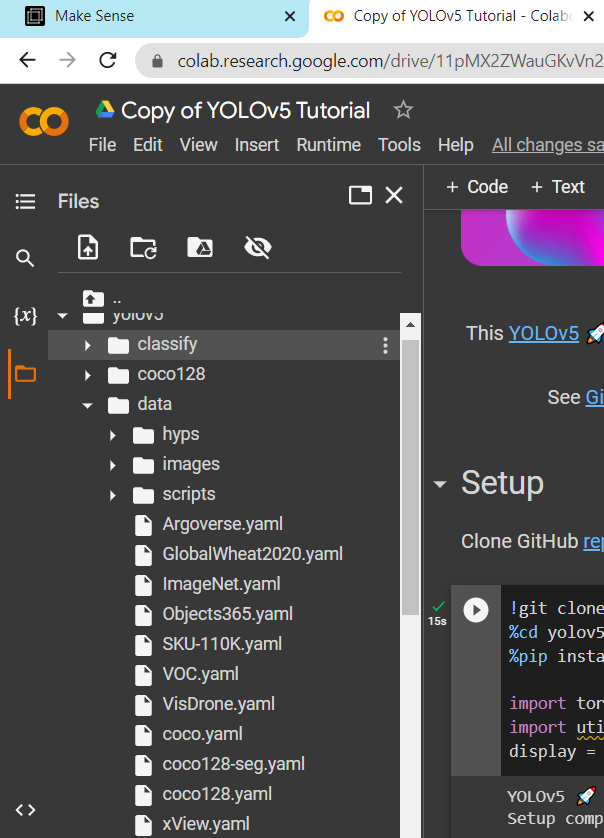 Make Sense
Copy of YOLOv5 Tutorial - Colab
colab.research.google.com/drive/11pMX2ZWauGKvVn2
Copy of YOLOv5 Tutorial
File Edit View Insert Runtime Tools Help All changes sa
Files
+ Code + Text
{x}
..
yolov5
classify
coco128
data
hyps
images
scripts
Argoverse.yaml
GlobalWheat2020.yaml
ImageNet.yaml
Objects365.yaml
SKU-110K.yaml
VOC.yaml
VisDrone.yaml
coco.yaml
coco128-seg.yaml
coco128.yaml
xView.yaml
This YOLOv5 🚀
See Gi
Setup
Clone GitHub rep
15s
!git clone
%cd yolov5
%pip insta
import tor
import uti
display =
YOLOv5 🚀
Setup comp